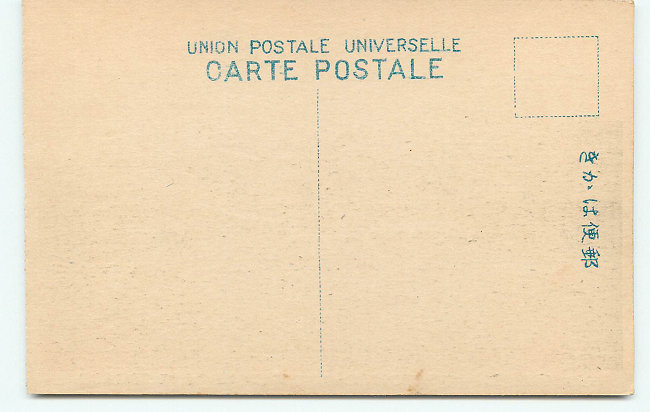 UNION POSTALE UNIVERSELLE
CARTE POSTALE
郵便はかき